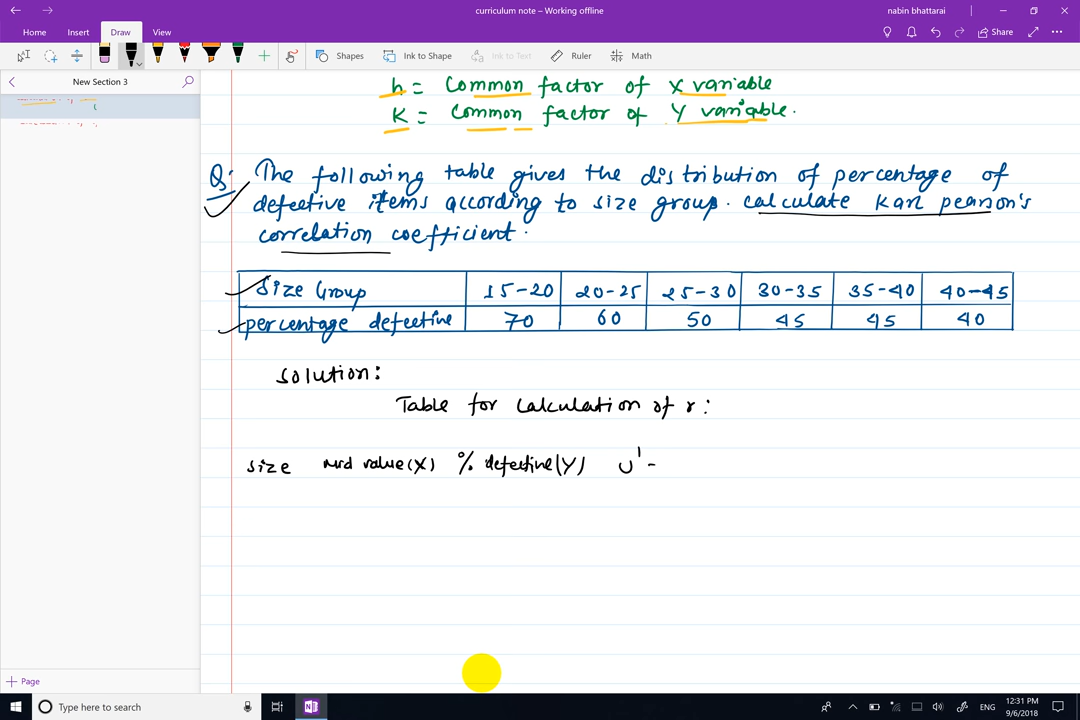 curriculum note – Working offline
nabin bhattarai
Home Insert Draw View
Share
Shapes Ink to Shape Ink to Text Ruler Math
New Section 3
h = Common factor of X variable
K = Common factor of Y variable.
Q: The following table gives the distribution of percentage of
defective items according to size group. calculate Karl pearson's
correlation coefficient.
Size Group 15-20 20-25 25-30 30-35 35-40 40-45
percentage defective 70 60 50 45 45 40
Solution:
Table for calculation of r:
size mid value(X) % defective(Y) U' -
+ Page
Type here to search
ENG
12:31 PM
9/6/2018